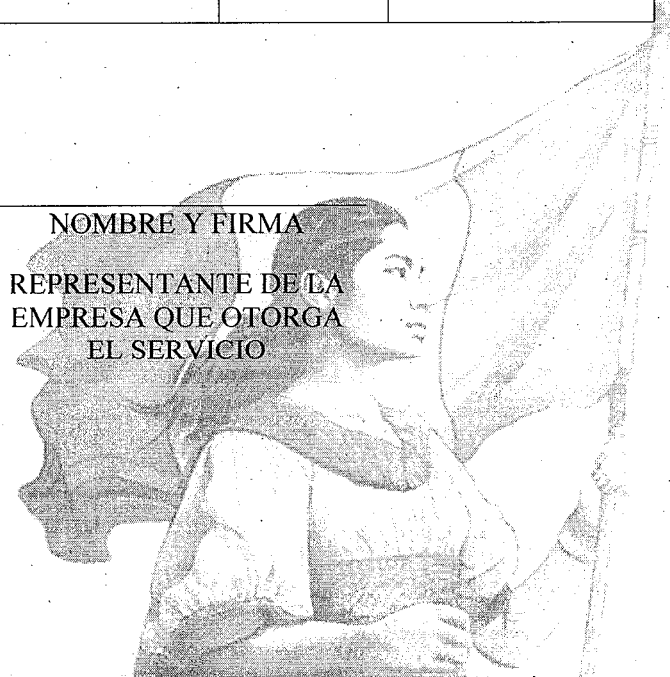 NOMBRE Y FIRMA
REPRESENTANTE DE LA
EMPRESA QUE OTORGA
EL SERVICIO